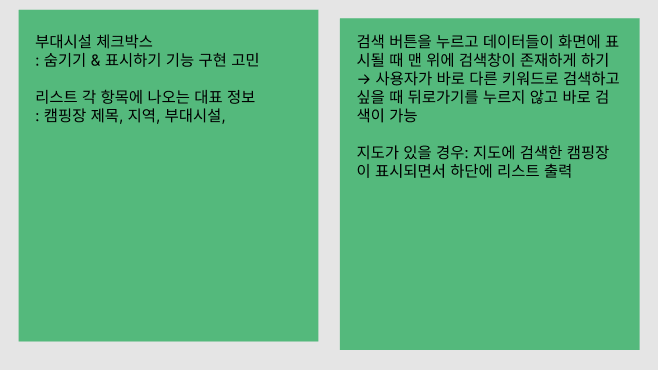 부대시설 체크박스
: 숨기기 & 표시하기 기능 구현 고민
리스트 각 항목에 나오는 대표 정보
: 캠핑장 제목, 지역, 부대시설,
검색 버튼을 누르고 데이터들이 화면에 표
시될 때 맨 위에 검색창이 존재하게 하기
→ 사용자가 바로 다른 키워드로 검색하고
싶을 때 뒤로가기를 누르지 않고 바로 검
색이 가능
지도가 있을 경우: 지도에 검색한 캠핑장
이 표시되면서 하단에 리스트 출력